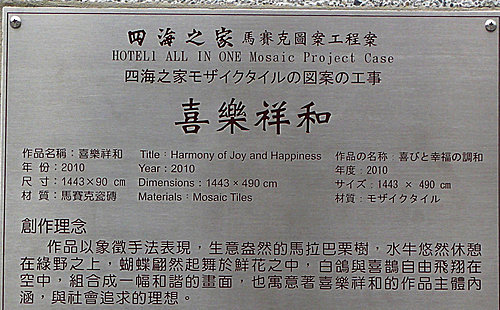 四海之家 馬賽克圖案工程案
HOTEL1 ALL IN ONE Mosaic Project Case
四海之家モザイクタイルの図案の工事
喜樂祥和
作品名稱：喜樂祥和 Title：Harmony of Joy and Happiness 作品の名称：喜びと幸福の調和
年 份：2010 Year：2010 年度：2010
尺 寸：1443×90 cm Dimensions：1443 × 490 cm サイズ：1443 × 490 cm
材 質：馬賽克瓷磚 Materials：Mosaic Tiles 材質：モザイクタイル
創作理念
作品以象徵手法表現，生意盎然的馬拉巴栗樹，水牛悠然休憩
在綠野之上，蝴蝶翩然起舞於鮮花之中，白鴿與喜鵲自由飛翔在
空中，組合成一幅和諧的畫面，也寓意著喜樂祥和的作品主體內
涵，與社會追求的理想。